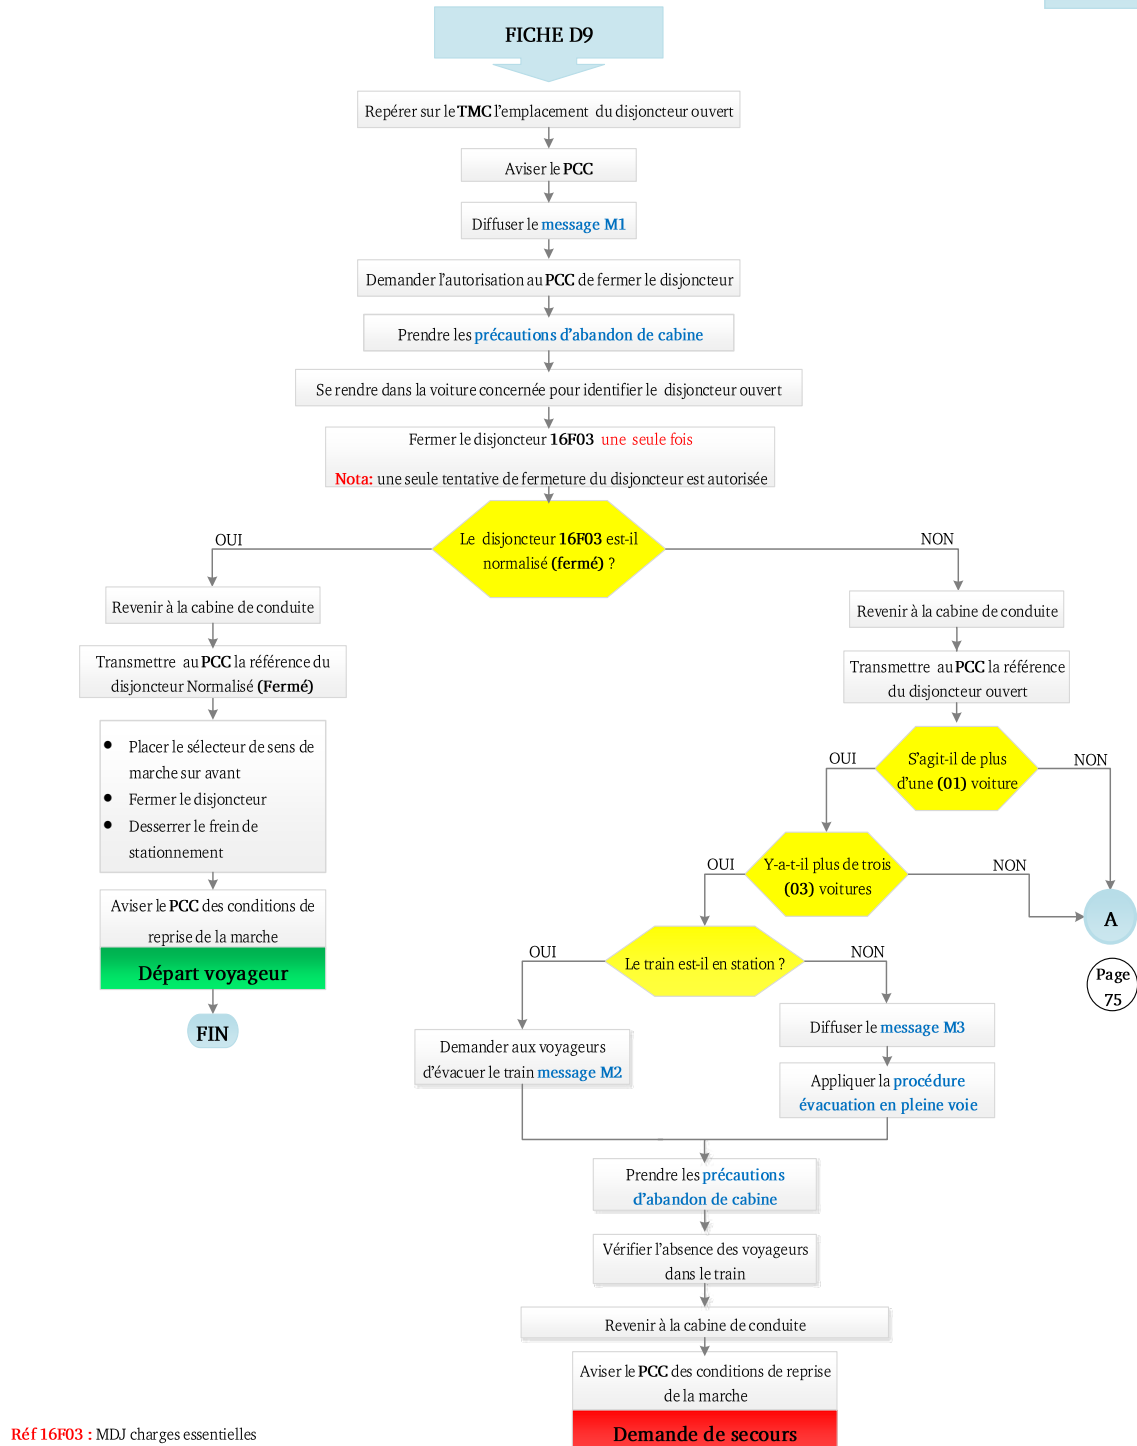 FICHE D9
Repérer sur le TMC l'emplacement du disjoncteur ouvert
Aviser le PCC
Diffuser le message M1
Demander l'autorisation au PCC de fermer le disjoncteur
Prendre les précautions d'abandon de cabine
Se rendre dans la voiture concernée pour identifier le disjoncteur ouvert
Fermer le disjoncteur 16F03 une seule fois
Nota: une seule tentative de fermeture du disjoncteur est autorisée
Le disjoncteur 16F03 est-il
normalisé (fermé) ?
OUI
NON
Revenir à la cabine de conduite
Transmettre au PCC la référence du
disjoncteur Normalisé (Fermé)
• Placer le sélecteur de sens de
marche sur avant
• Fermer le disjoncteur
• Desserrer le frein de
stationnement
Aviser le PCC des conditions de
reprise de la marche
Départ voyageur
FIN
Revenir à la cabine de conduite
Transmettre au PCC la référence
du disjoncteur ouvert
S'agit-il de plus
d'une (01) voiture
OUI
NON
Y-a-t-il plus de trois
(03) voitures
OUI
NON
A
Page
75
Le train est-il en station ?
OUI
NON
Demander aux voyageurs
d'évacuer le train message M2
Diffuser le message M3
Appliquer la procédure
évacuation en pleine voie
Prendre les précautions
d'abandon de cabine
Vérifier l'absence des voyageurs
dans le train
Revenir à la cabine de conduite
Aviser le PCC des conditions de reprise
de la marche
Demande de secours
Réf 16F03 : MDJ charges essentielles